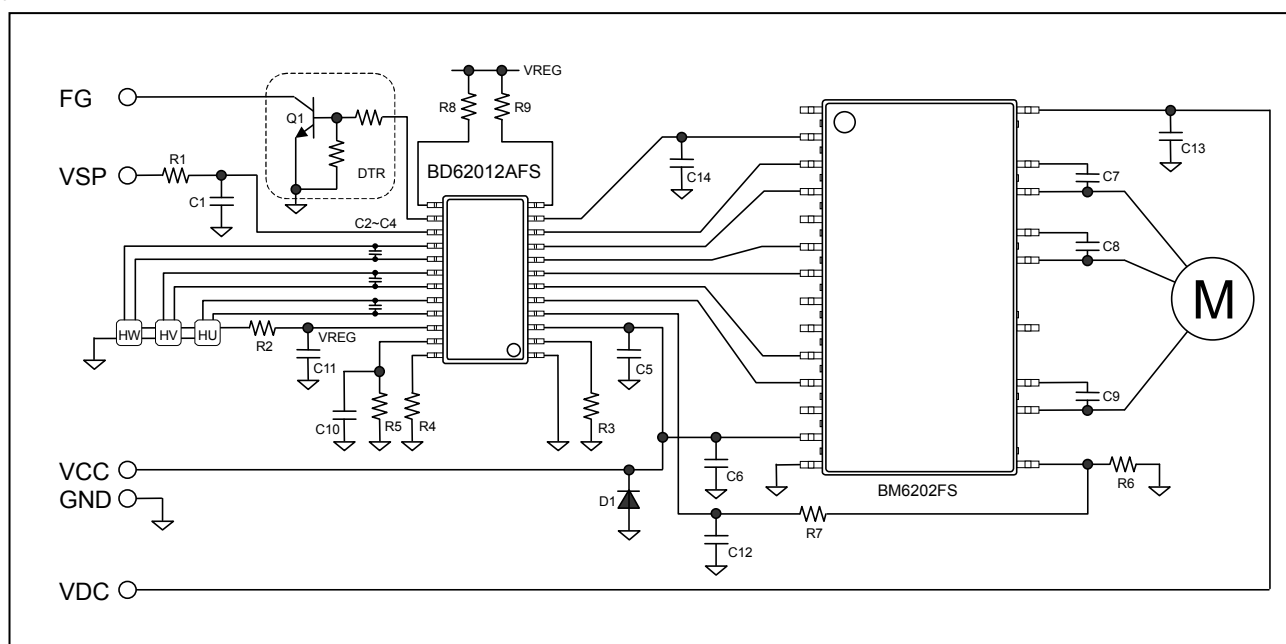 FG
VSP
VCC
GND
VDC
Q1
DTR
R1
C1
C2~C4
R8
R9
VREG
BD62012AFS
HW
HV
HU
R2
VREG
C11
C10
R5
R4
R3
C5
D1
C6
C12
R7
C14
BM6202FS
C13
C7
C8
C9
M
R6